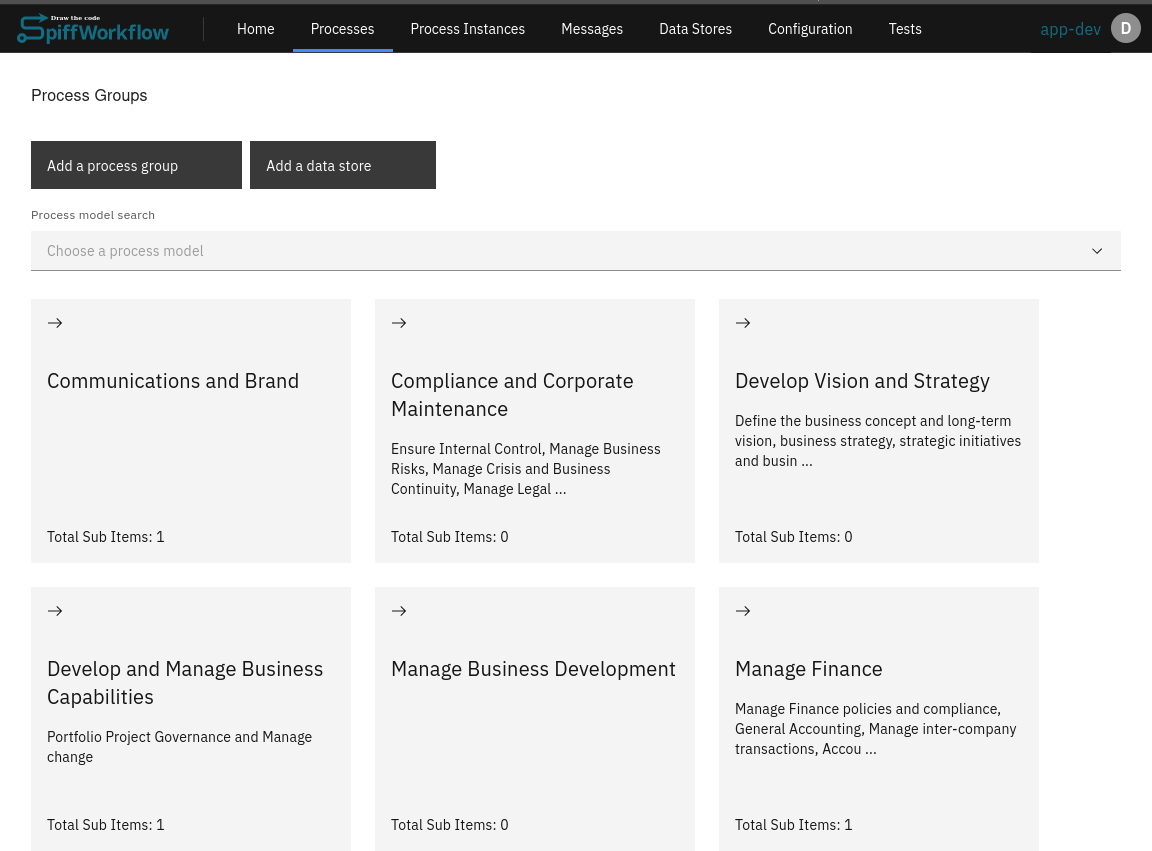 Draw the code
SpiffWorkflow
Home
Processes
Process Instances
Messages
Data Stores
Configuration
Tests
app-dev
D
Process Groups
Add a process group
Add a data store
Process model search
Choose a process model
Communications and Brand
Total Sub Items: 1
Compliance and Corporate
Maintenance
Ensure Internal Control, Manage Business
Risks, Manage Crisis and Business
Continuity, Manage Legal ...
Total Sub Items: 0
Develop Vision and Strategy
Define the business concept and long-term
vision, business strategy, strategic initiatives
and busin ...
Total Sub Items: 0
Develop and Manage Business
Capabilities
Portfolio Project Governance and Manage
change
Total Sub Items: 1
Manage Business Development
Total Sub Items: 0
Manage Finance
Manage Finance policies and compliance,
General Accounting, Manage inter-company
transactions, Accou ...
Total Sub Items: 1